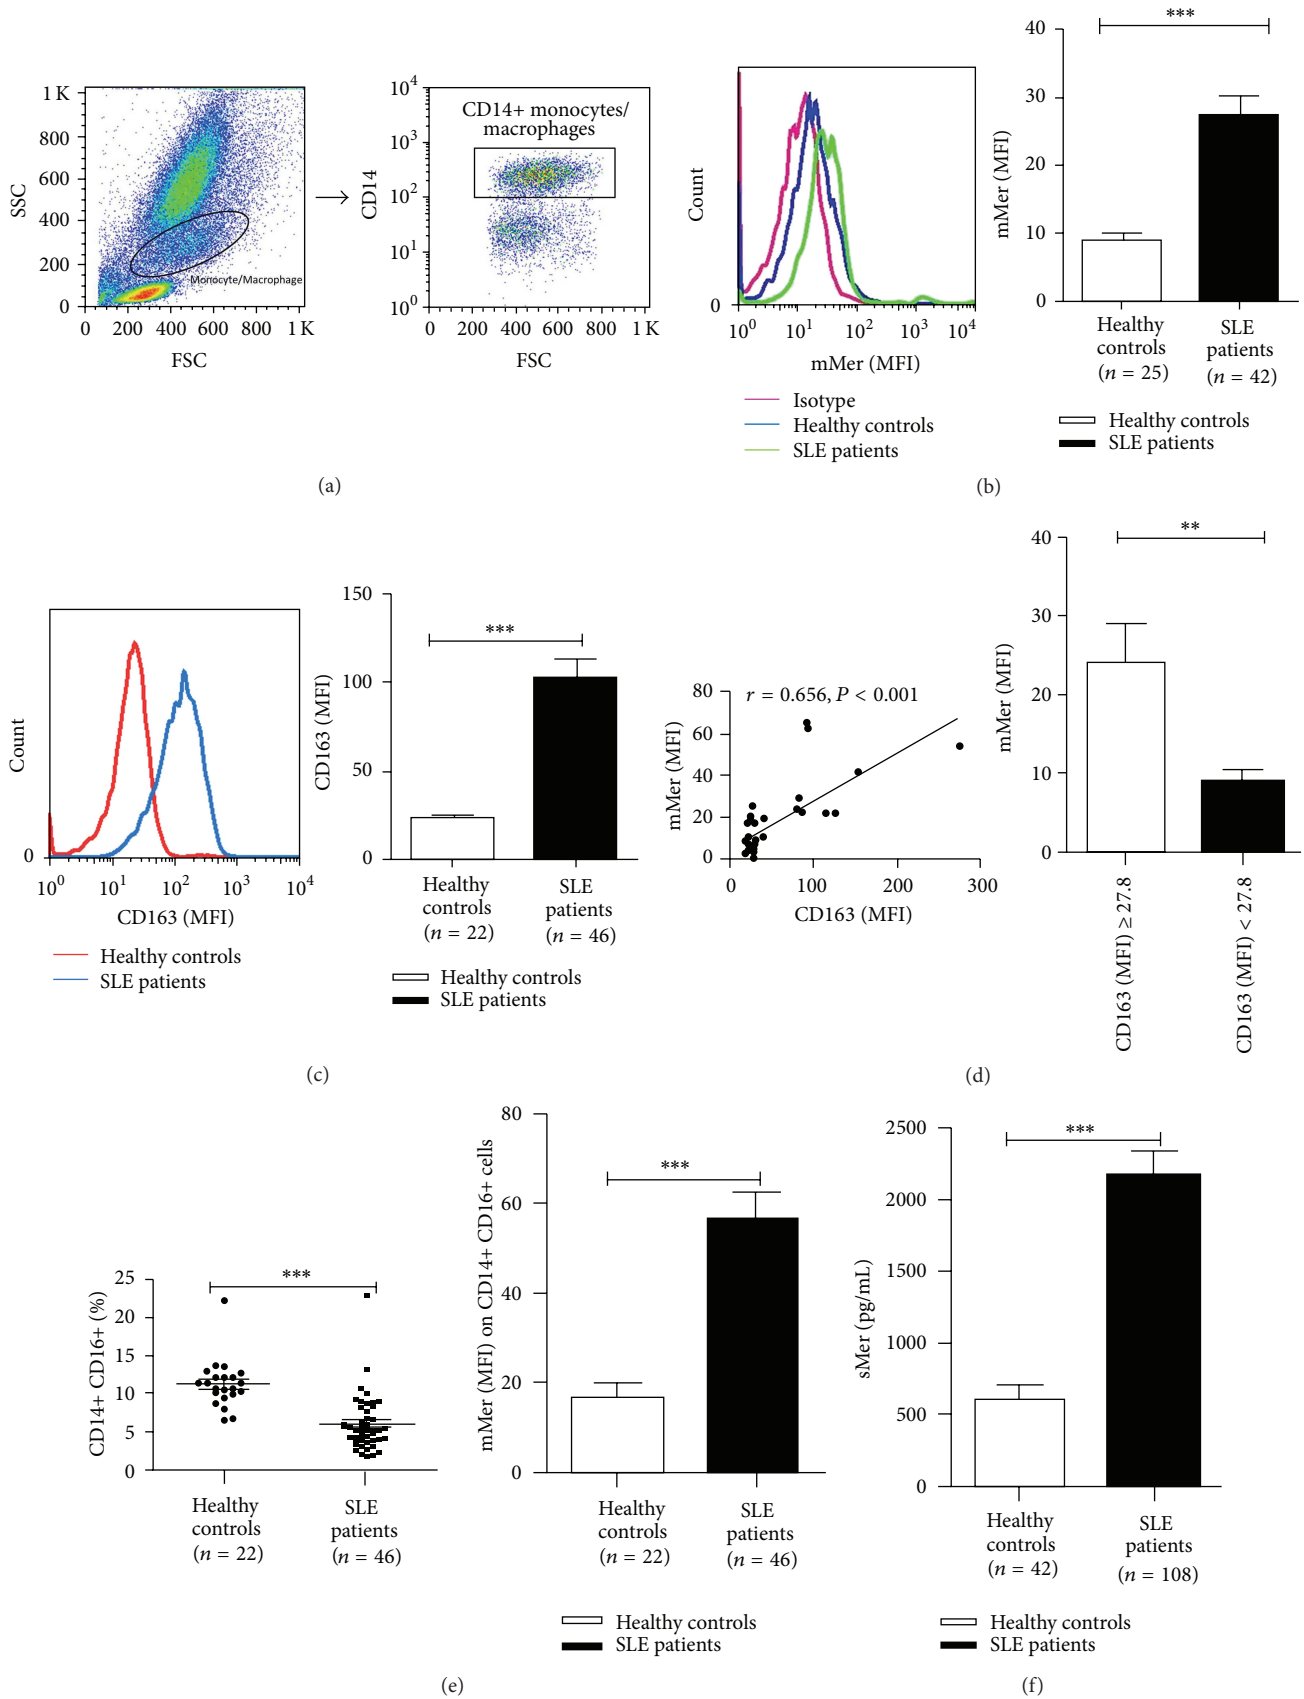 1 K
800
600
400
200
0
SSC
0 200 400 600 800 1 K
FSC
Monocyte/Macrophage
10^4
10^3
10^2
10^1
10^0
CD14
CD14+ monocytes/
macrophages
0 200 400 600 800 1 K
FSC
(a)
Count
0
10^0 10^1 10^2 10^3 10^4
mMer (MFI)
Isotype
Healthy controls
SLE patients
***
40
30
20
10
0
mMer (MFI)
Healthy
controls
(n = 25)
SLE
patients
(n = 42)
Healthy controls
SLE patients
(b)
Count
0
10^0 10^1 10^2 10^3 10^4
CD163 (MFI)
Healthy controls
SLE patients
150
100
50
0
CD163 (MFI)
***
Healthy
controls
(n = 22)
SLE
patients
(n = 46)
Healthy controls
SLE patients
(c)
r = 0.656, P < 0.001
80
60
40
20
0
mMer (MFI)
0 100 200 300
CD163 (MFI)
**
40
30
20
10
0
mMer (MFI)
CD163 (MFI) ≥ 27.8
CD163 (MFI) < 27.8
(d)
25
20
15
10
5
0
CD14+ CD16+ (%)
***
Healthy
controls
(n = 22)
SLE
patients
(n = 46)
80
60
40
20
0
mMer (MFI) on CD14+ CD16+ cells
***
Healthy
controls
(n = 22)
SLE
patients
(n = 46)
Healthy controls
SLE patients
(e)
2500
2000
1500
1000
500
0
sMer (pg/mL)
***
Healthy
controls
(n = 42)
SLE
patients
(n = 108)
Healthy controls
SLE patients
(f)